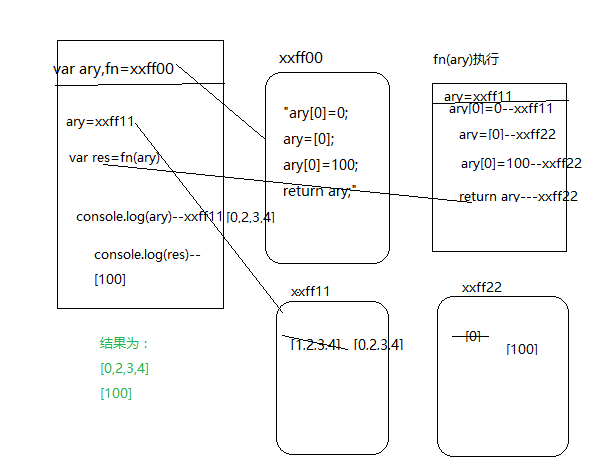 var ary,fn=xxff00
ary=xxff11
var res=fn(ary)
console.log(ary)--xxff11 [0,2,3,4]
console.log(res)--
[100]
结果为：
[0,2,3,4]
[100]
xxff00
"ary[0]=0;
ary=[0];
ary[0]=100;
return ary;"
fn(ary)执行
ary=xxff11
ary[0]=0--xxff11
ary=[0]--xxff22
ary[0]=100--xxff22
return ary---xxff22
xxff11
[1,2,3,4] [0,2,3,4]
xxff22
[0]
[100]